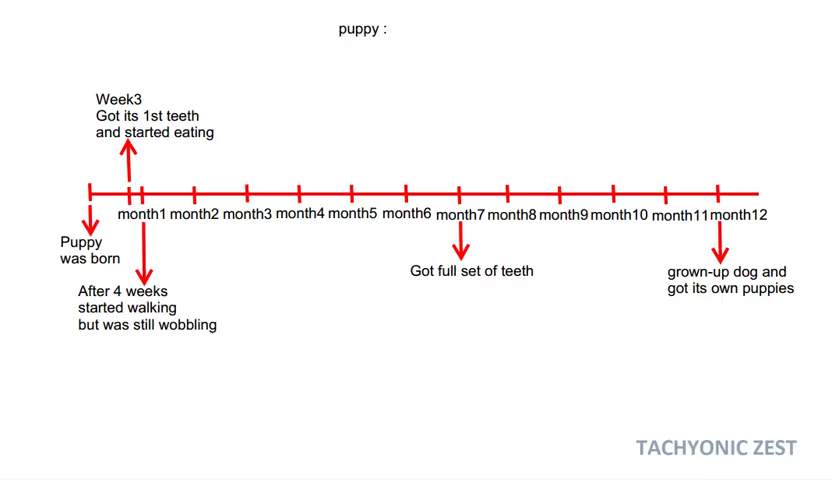 puppy :
Week3
Got its 1st teeth
and started eating
month1 month2 month3 month4 month5 month6 month7 month8 month9 month10 month11 month12
Puppy
was born
After 4 weeks
started walking
but was still wobbling
Got full set of teeth
grown-up dog and
got its own puppies
TACHYONIC ZEST